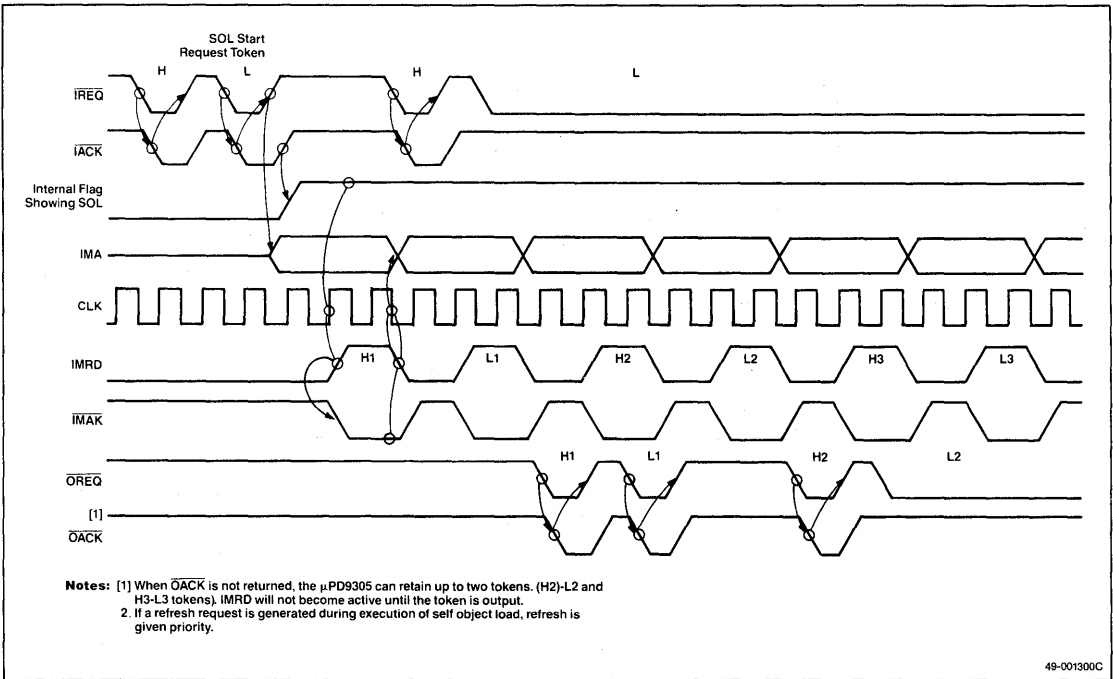 SOL Start
Request Token
H L H L
IREQ
IACK
Internal Flag
Showing SOL
IMA
CLK
IMRD H1 L1 H2 L2 H3 L3
IMAK
H1 L1 H2 L2
OREQ
[1]
OACK
Notes: [1] When OACK is not returned, the μPD9305 can retain up to two tokens. (H2)-L2 and
H3-L3 tokens). IMRD will not become active until the token is output.
2. If a refresh request is generated during execution of self object load, refresh is
given priority.
49-001300C